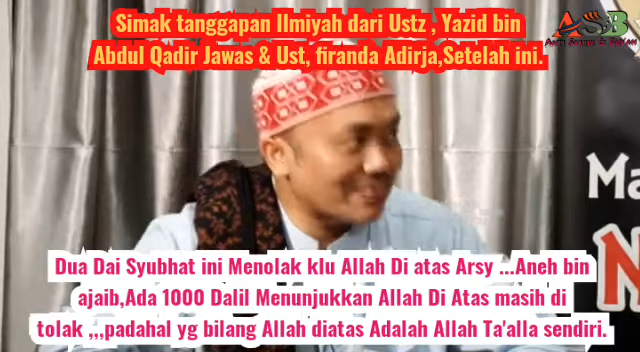 Simak tanggapan Ilmiyah dari Ustz , Yazid bin
Abdul Qadir Jawas & Ust, firanda Adirja,Setelah ini.
ASB
Ma
N
Dua Dai Syubhat ini Menolak klu Allah Di atas Arsy ...Aneh bin
ajaib,Ada 1000 Dalil Menunjukkan Allah Di Atas masih di
tolak ,,,padahal yg bilang Allah diatas Adalah Allah Ta'alla sendiri.